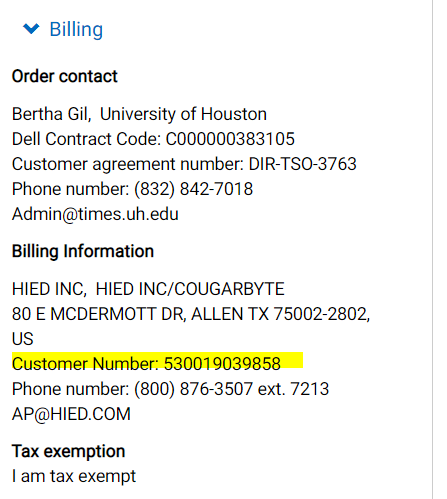 Billing
Order contact
Bertha Gil,  University of Houston
Dell Contract Code: C000000383105
Customer agreement number: DIR-TSO-3763
Phone number: (832) 842-7018
Admin@times.uh.edu
Billing Information
HIED INC,  HIED INC/COUGARBYTE
80 E MCDERMOTT DR, ALLEN TX 75002-2802,
US
Customer Number: 530019039858
Phone number: (800) 876-3507 ext. 7213
AP@HIED.COM
Tax exemption
I am tax exempt